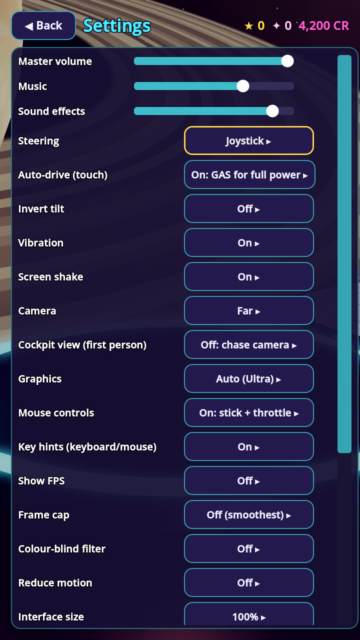 ◀ Back Settings ★ 0 ✦ 0 4,200 CR
Master volume
Music
Sound effects
Steering Joystick ▸
Auto-drive (touch) On: GAS for full power ▸
Invert tilt Off ▸
Vibration On ▸
Screen shake On ▸
Camera Far ▸
Cockpit view (first person) Off: chase camera ▸
Graphics Auto (Ultra) ▸
Mouse controls On: stick + throttle ▸
Key hints (keyboard/mouse) On ▸
Show FPS Off ▸
Frame cap Off (smoothest) ▸
Colour-blind filter Off ▸
Reduce motion Off ▸
Interface size 100% ▸